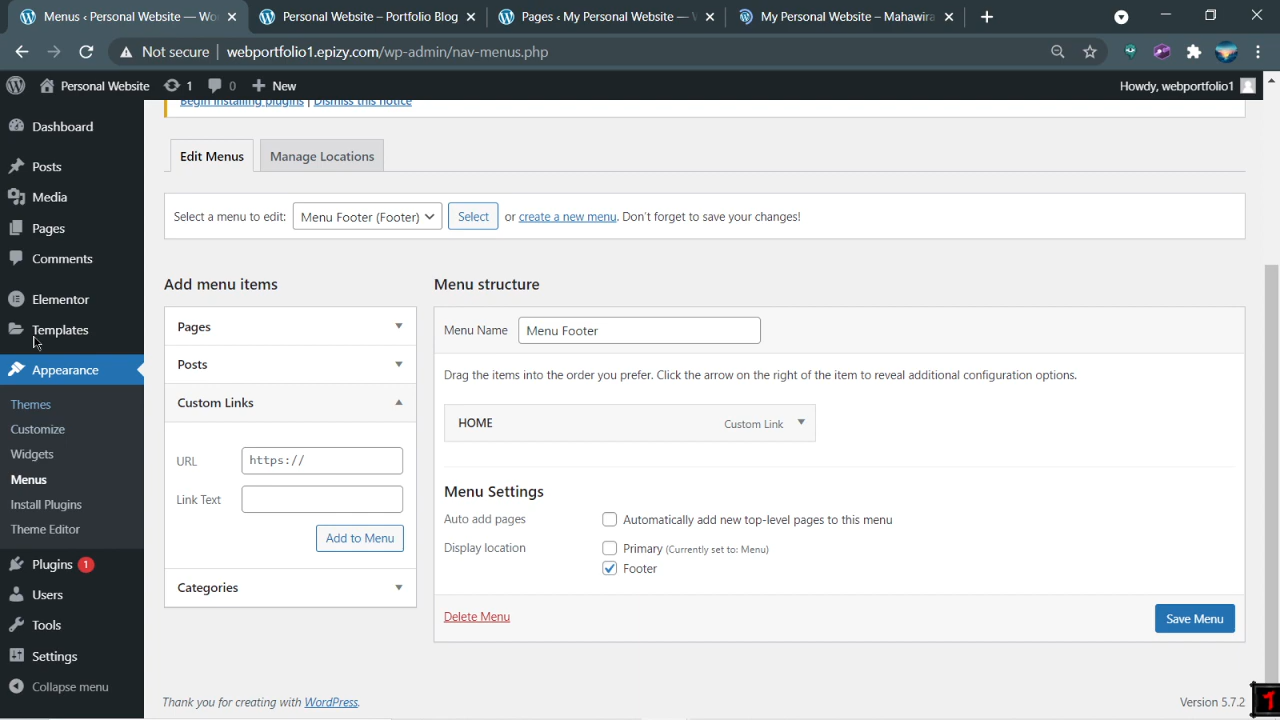 Menus ‹ Personal Website — Wo
Personal Website – Portfolio Blog
Pages ‹ My Personal Website — W
My Personal Website – Mahawira
Not secure | webportfolio1.epizy.com/wp-admin/nav-menus.php
Personal Website 1 0 + New
Howdy, webportfolio1
Begin installing plugins | Dismiss this notice
Dashboard
Posts
Media
Pages
Comments
Elementor
Templates
Appearance
Themes
Customize
Widgets
Menus
Install Plugins
Theme Editor
Plugins 1
Users
Tools
Settings
Collapse menu
Edit Menus
Manage Locations
Select a menu to edit: Menu Footer (Footer) Select or create a new menu. Don't forget to save your changes!
Add menu items
Pages
Posts
Custom Links
URL https://
Link Text
Add to Menu
Categories
Menu structure
Menu Name Menu Footer
Drag the items into the order you prefer. Click the arrow on the right of the item to reveal additional configuration options.
HOME Custom Link
Menu Settings
Auto add pages Automatically add new top-level pages to this menu
Display location Primary (Currently set to: Menu)
Footer
Delete Menu
Save Menu
Thank you for creating with WordPress.
Version 5.7.2
1